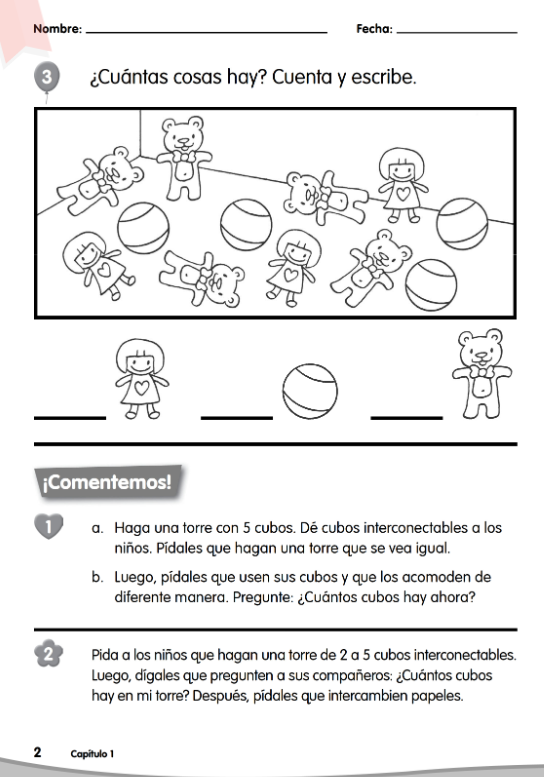 Nombre: ______ Fecha: ______
3 ¿Cuántas cosas hay? Cuenta y escribe.
¡Comentemos!
1 a. Haga una torre con 5 cubos. Dé cubos interconectables a los
niños. Pídales que hagan una torre que se vea igual.
b. Luego, pídales que usen sus cubos y que los acomoden de
diferente manera. Pregunte: ¿Cuántos cubos hay ahora?
2 Pida a los niños que hagan una torre de 2 a 5 cubos interconectables.
Luego, dígales que pregunten a sus compañeros: ¿Cuántos cubos
hay en mi torre? Después, pídales que intercambien papeles.
2 Capítulo 1